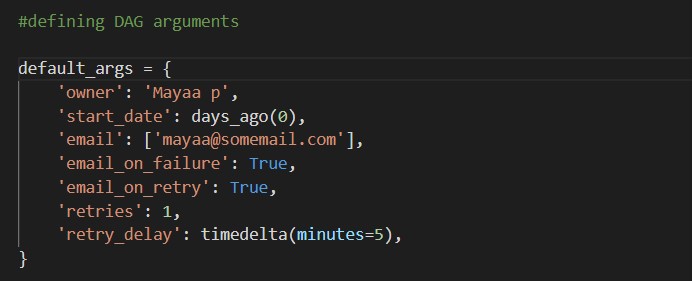 #defining DAG arguments
default_args = {
    'owner': 'Mayaa p',
    'start_date': days_ago(0),
    'email': ['mayaa@somemail.com'],
    'email_on_failure': True,
    'email_on_retry': True,
    'retries': 1,
    'retry_delay': timedelta(minutes=5),
}